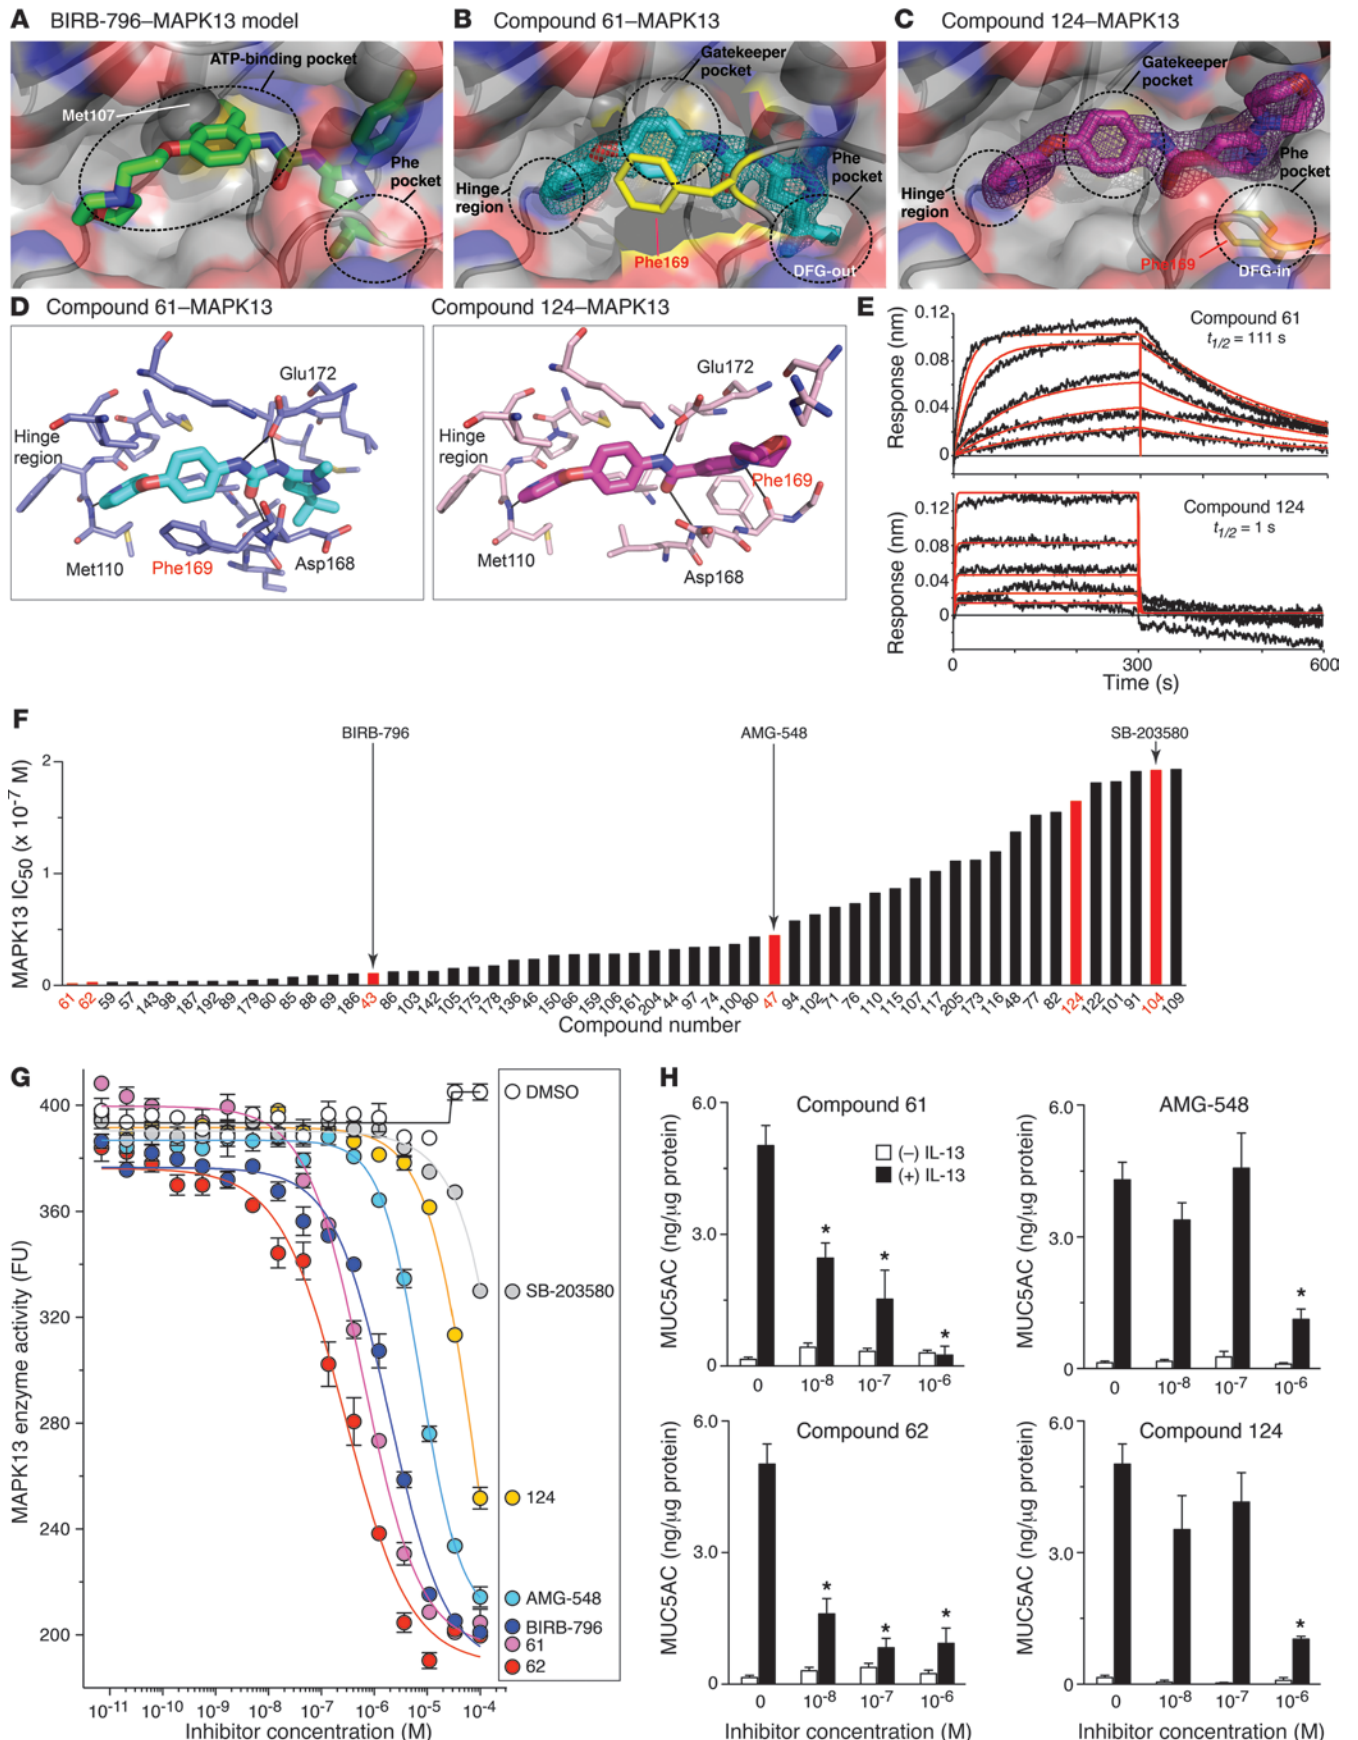 A BIRB-796–MAPK13 model
ATP-binding pocket
Met107
Phe
pocket
B Compound 61–MAPK13
Gatekeeper
pocket
Hinge
region
Phe
pocket
Phe169
DFG-out
C Compound 124–MAPK13
Gatekeeper
pocket
Hinge
region
Phe
pocket
Phe169
DFG-in
D Compound 61–MAPK13
Glu172
Hinge
region
Met110
Phe169
Asp168
Compound 124–MAPK13
Glu172
Hinge
region
Phe169
Met110
Asp168
E
Response (nm)
0.12
0.08
0.04
0
Compound 61
t1/2 = 111 s
Response (nm)
0.12
0.08
0.04
0
Compound 124
t1/2 = 1 s
0 300 600
Time (s)
F
BIRB-796 AMG-548 SB-203580
MAPK13 IC50 (x 10-7 M)
2
1
0
61 62 59 57 143 98 187 192 89 179 60 85 88 69 186 43 86 103 142 105 175 178 136 46 150 66 159 106 161 204 44 97 74 100 80 47 94 102 71 76 110 115 107 117 205 173 116 48 77 82 124 122 101 91 104 109
Compound number
G
MAPK13 enzyme activity (FU)
400
360
320
280
240
200
DMSO
SB-203580
124
AMG-548
BIRB-796
61
62
10-11 10-10 10-9 10-8 10-7 10-6 10-5 10-4
Inhibitor concentration (M)
H
Compound 61
MUC5AC (ng/μg protein)
6.0
3.0
0
(–) IL-13
(+) IL-13
* * *
0 10-8 10-7 10-6
AMG-548
MUC5AC (ng/μg protein)
6.0
3.0
0
*
0 10-8 10-7 10-6
Compound 62
MUC5AC (ng/μg protein)
6.0
3.0
0
* * *
0 10-8 10-7 10-6
Inhibitor concentration (M)
Compound 124
MUC5AC (ng/μg protein)
6.0
3.0
0
*
0 10-8 10-7 10-6
Inhibitor concentration (M)